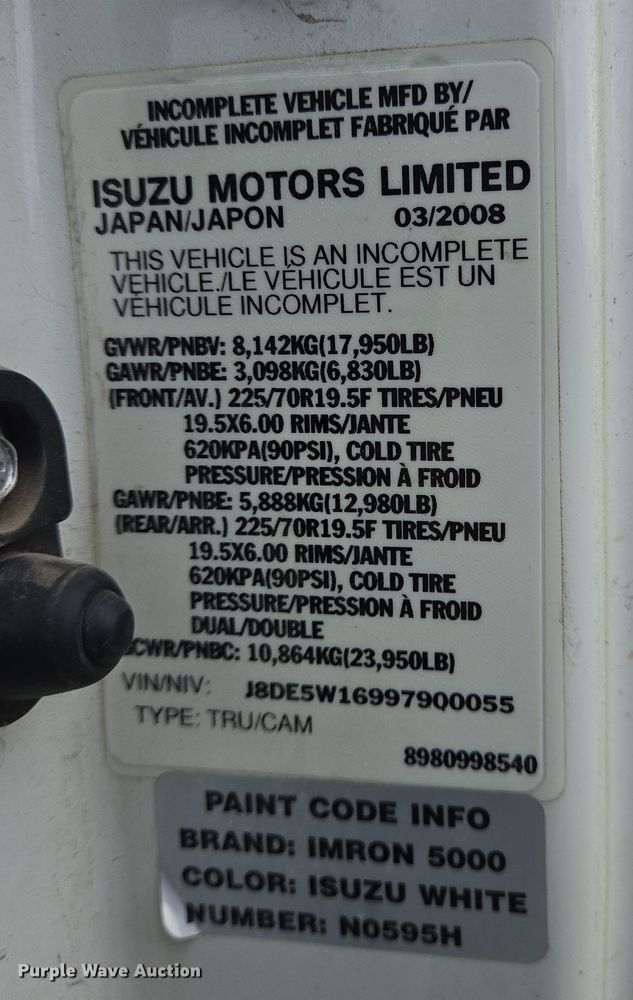 INCOMPLETE VEHICLE MFD BY/
VÉHICULE INCOMPLET FABRIQUÉ PAR
ISUZU MOTORS LIMITED
JAPAN/JAPON 03/2008
THIS VEHICLE IS AN INCOMPLETE
VEHICLE./LE VÉHICULE EST UN
VÉHICULE INCOMPLET.
GVWR/PNBV: 8,142KG(17,950LB)
GAWR/PNBE: 3,098KG(6,830LB)
(FRONT/AV.) 225/70R19.5F TIRES/PNEU
19.5X6.00 RIMS/JANTE
620KPA(90PSI), COLD TIRE
PRESSURE/PRESSION À FROID
GAWR/PNBE: 5,888KG(12,980LB)
(REAR/ARR.) 225/70R19.5F TIRES/PNEU
19.5X6.00 RIMS/JANTE
620KPA(90PSI), COLD TIRE
PRESSURE/PRESSION À FROID
DUAL/DOUBLE
GCWR/PNBC: 10,864KG(23,950LB)
VIN/NIV: J8DE5W16997900055
TYPE: TRU/CAM
8980998540
PAINT CODE INFO
BRAND: IMRON 5000
COLOR: ISUZU WHITE
NUMBER: N0595H
Purple Wave Auction